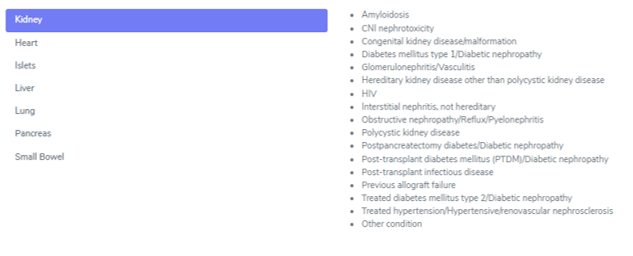 Kidney
Heart
Islets
Liver
Lung
Pancreas
Small Bowel
Amyloidosis
CNI nephrotoxicity
Congenital kidney disease/malformation
Diabetes mellitus type 1/Diabetic nephropathy
Glomerulonephritis/Vasculitis
Hereditary kidney disease other than polycystic kidney disease
HIV
Interstitial nephritis, not hereditary
Obstructive nephropathy/Reflux/Pyelonephritis
Polycystic kidney disease
Postpancreatectomy diabetes/Diabetic nephropathy
Post-transplant diabetes mellitus (PTDM)/Diabetic nephropathy
Post-transplant infectious disease
Previous allograft failure
Treated diabetes mellitus type 2/Diabetic nephropathy
Treated hypertension/Hypertensive/renovascular nephrosclerosis
Other condition